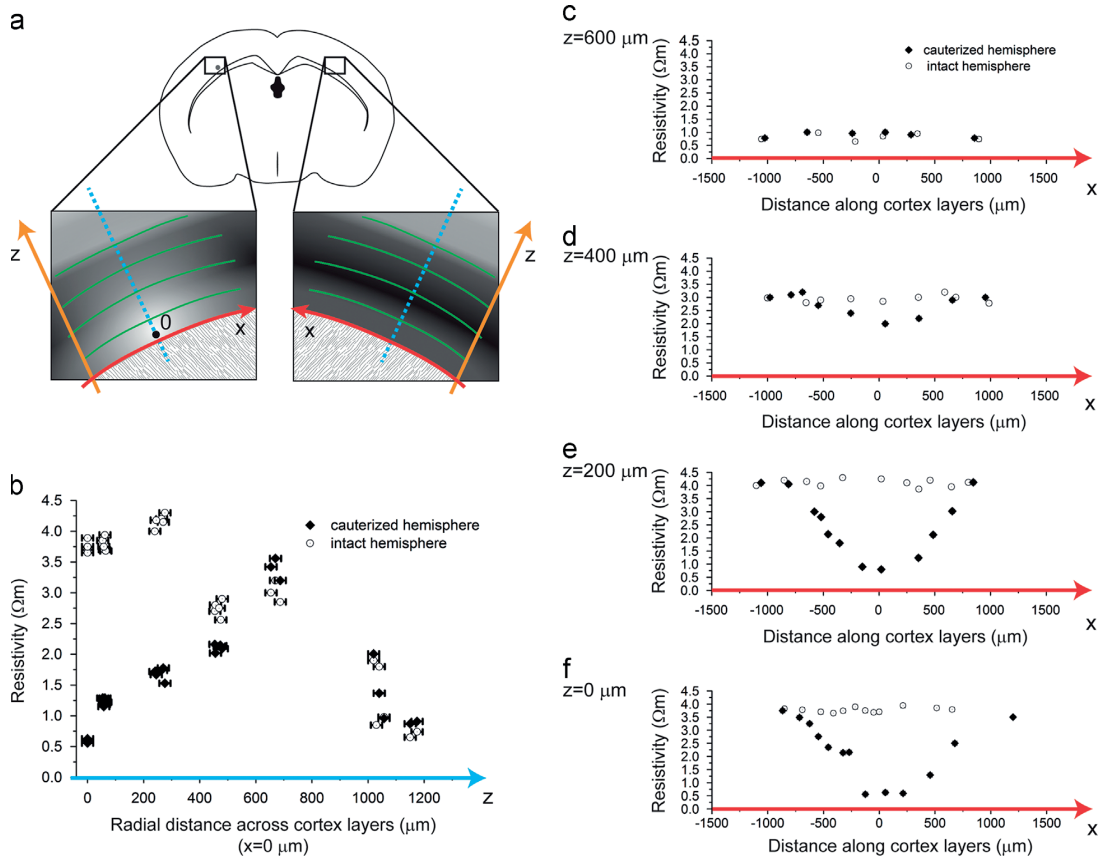 a
z
0
x
z
x
b
4.5
4.0
3.5
3.0
2.5
2.0
1.5
1.0
0.5
0.0
Resistivity (Ωm)
cauterized hemisphere
intact hemisphere
0 200 400 600 800 1000 1200
z
Radial distance across cortex layers (μm)
(x=0 μm)
c
z=600 μm
Resistivity (Ωm)
4.5
4.0
3.5
3.0
2.5
2.0
1.5
1.0
0.5
0.0
cauterized hemisphere
intact hemisphere
-1500 -1000 -500 0 500 1000 1500
x
Distance along cortex layers (μm)
d
z=400 μm
Resistivity (Ωm)
4.5
4.0
3.5
3.0
2.5
2.0
1.5
1.0
0.5
0.0
-1500 -1000 -500 0 500 1000 1500
x
Distance along cortex layers (μm)
e
z=200 μm
Resistivity (Ωm)
4.5
4.0
3.5
3.0
2.5
2.0
1.5
1.0
0.5
0.0
-1500 -1000 -500 0 500 1000 1500
x
Distance along cortex layers (μm)
f
z=0 μm
Resistivity (Ωm)
4.5
4.0
3.5
3.0
2.5
2.0
1.5
1.0
0.5
0.0
-1500 -1000 -500 0 500 1000 1500
x
Distance along cortex layers (μm)